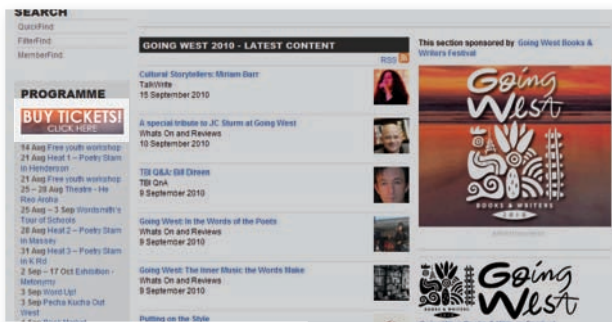 SEARCH
QuickFind
FilterFind
MemberFind
PROGRAMME
BUY TICKETS!
CLICK HERE
14 Aug Free youth workshop
21 Aug Heat 1 – Poetry Slam
in Henderson -
21 Aug Free youth workshop
25 – 28 Aug Theatre - He
Reo Aroha
25 Aug – 3 Sep Wordsmith's
Tour of Schools
28 Aug Heat 2 – Poetry Slam
in Massey
31 Aug Heat 3 – Poetry Slam
in K Rd
2 Sep – 17 Oct Exhibition -
Metonymy
3 Sep Word Up!
3 Sep Pecha Kucha Out
West
GOING WEST 2010 - LATEST CONTENT
RSS
Cultural Storytellers: Miriam Barr
TalkWrite
15 September 2010
A special tribute to JC Sturm at Going West
Whats On and Reviews
10 September 2010
TBI Q&A: Bill Direen
TBI QnA
9 September 2010
Going West: In the Words of the Poets
Whats On and Reviews
9 September 2010
Going West: The Inner Music the Words Make
Whats On and Reviews
9 September 2010
Putting on the Style
This section sponsored by Going West Books &
Writers Festival
Going
West
BOOKS & WRITERS
2010
Going
West